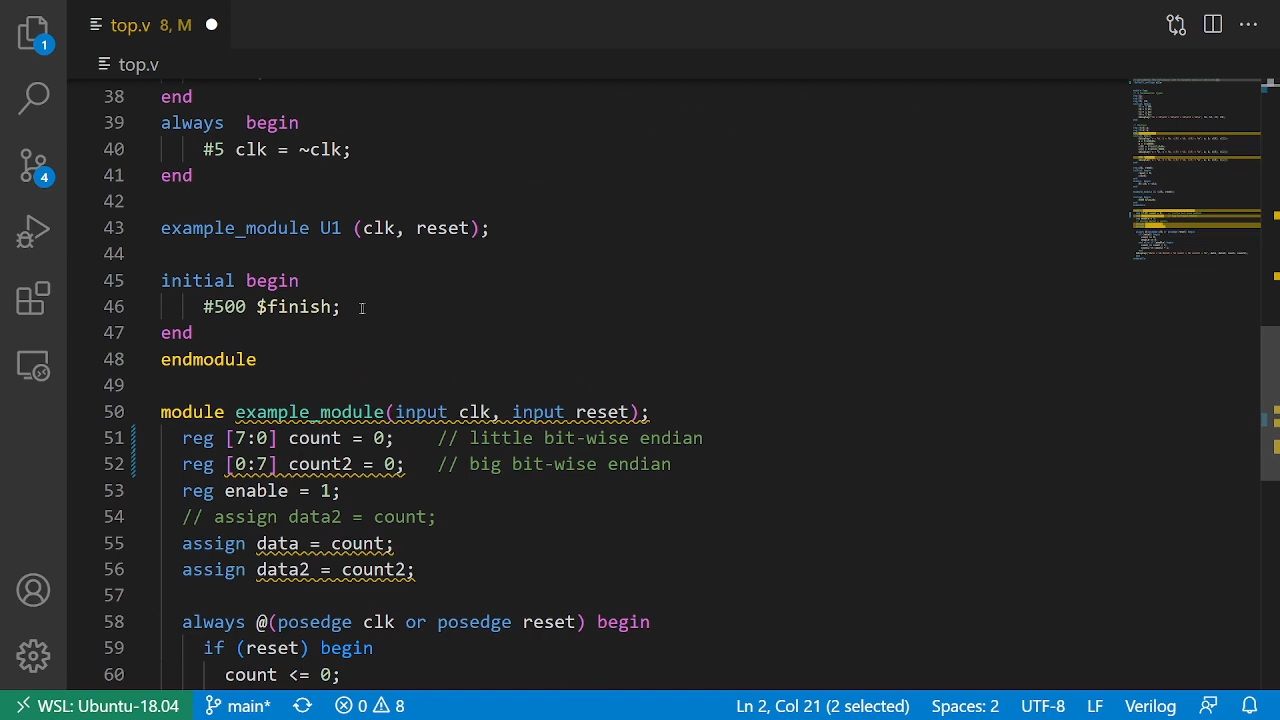 top.v 8, M
top.v
1
4
38 end
39 always begin
40 #5 clk = ~clk;
41 end
42
43 example_module U1 (clk, reset);
44
45 initial begin
46 #500 $finish;
47 end
48 endmodule
49
50 module example_module(input clk, input reset);
51 reg [7:0] count = 0; // little bit-wise endian
52 reg [0:7] count2 = 0; // big bit-wise endian
53 reg enable = 1;
54 // assign data2 = count;
55 assign data = count;
56 assign data2 = count2;
57
58 always @(posedge clk or posedge reset) begin
59 if (reset) begin
60 count <= 0;
WSL: Ubuntu-18.04 main* 0 8 Ln 2, Col 21 (2 selected) Spaces: 2 UTF-8 LF Verilog